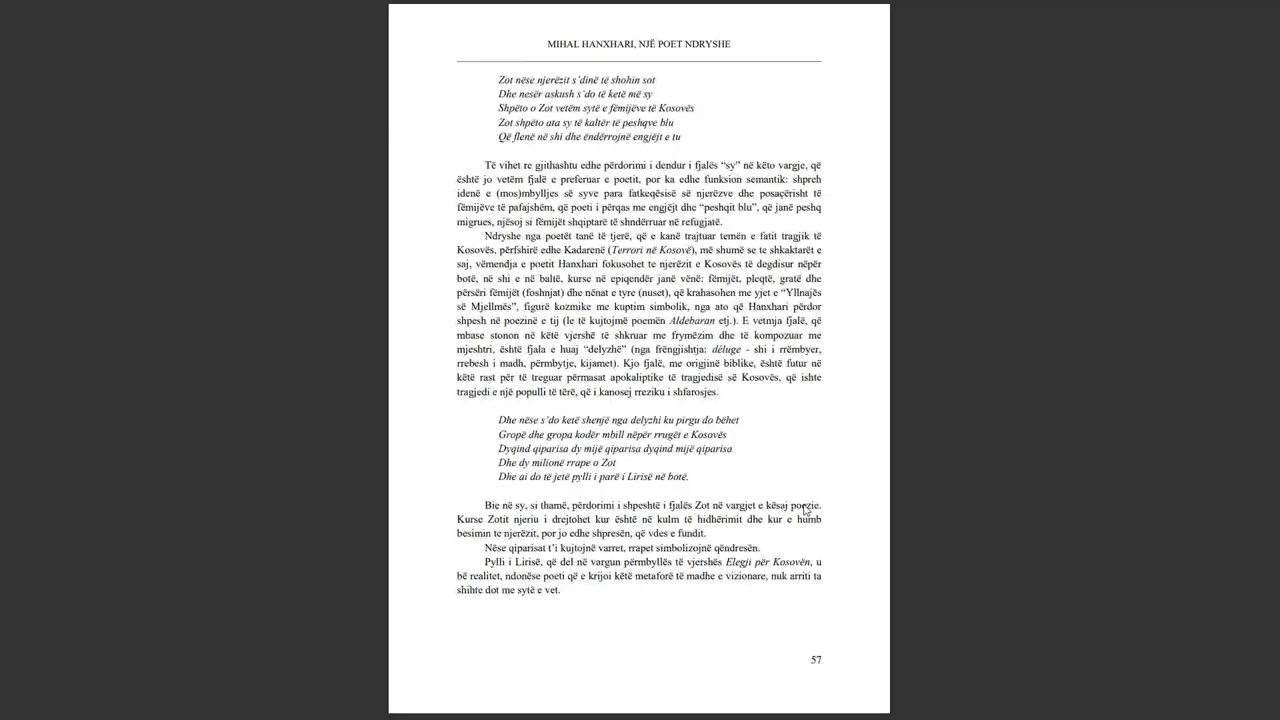 MIHAL HANXHARI, NJË POET NDRYSHE
Zot nëse njerëzit s’dinë të shohin sot
Dhe nesër askush s’do të ketë më sy
Shpëto o Zot vetëm sytë e fëmijëve të Kosovës
Zot shpëto ata sy të kaltër të peshqve blu
Që flenë në shi dhe ëndërrojnë engjëjt e tu
Të vihet re gjithashtu edhe përdorimi i dendur i fjalës “sy” në këto vargje, që
është jo vetëm fjalë e preferuar e poetit, por ka edhe funksion semantik: shpreh
idenë e (mos)mbylljes së syve para fatkeqësisë së njerëzve dhe posaçërisht të
fëmijëve të pafajshëm, që poeti i përqas me engjëjt dhe “peshqit blu”, që janë peshq
migrues, njësoj si fëmijët shqiptarë të shndërruar në refugjatë.
Ndryshe nga poetët tanë të tjerë, që e kanë trajtuar temën e fatit tragjik të
Kosovës, përfshirë edhe Kadarenë (Terrori në Kosovë), më shumë se te shkaktarët e
saj, vëmendja e poetit Hanxhari fokusohet te njerëzit e Kosovës të degdisur nëpër
botë, në shi e në baltë, kurse në epiqendër janë vënë: fëmijët, pleqtë, gratë dhe
përsëri fëmijët (foshnjat) dhe nënat e tyre (nuset), që krahasohen me yjet e “Yllnajës
së Mjellmës”, figurë kozmike me kuptim simbolik, nga ato që Hanxhari përdor
shpesh në poezinë e tij (le të kujtojmë poemën Aldebaran etj.). E vetmja fjalë, që
mbase stonon në këtë vjershë të shkruar me frymëzim dhe të kompozuar me
mjeshtri, është fjala e huaj “delyzhë” (nga frëngjishtja: déluge - shi i rrëmbyer,
rrebesh i madh, përmbytje, kijamet). Kjo fjalë, me origjinë biblike, është futur në
këtë rast për të treguar përmasat apokaliptike të tragjedisë së Kosovës, që ishte
tragjedi e një populli të tërë, që i kanosej rreziku i shfarosjes.
Dhe nëse s’do ketë shenjë nga delyzhi ku pirgu do bëhet
Gropë dhe gropa kodër mbill nëpër rrugët e Kosovës
Dyqind qiparisa dy mijë qiparisa dyqind mijë qiparisa
Dhe dy milionë rrape o Zot
Dhe ai do të jetë pylli i parë i Lirisë në botë.
Bie në sy, si thamë, përdorimi i shpeshtë i fjalës Zot në vargjet e kësaj poezie.
Kurse Zotit njeriu i drejtohet kur është në kulm të hidhërimit dhe kur e humb
besimin te njerëzit, por jo edhe shpresën, që vdes e fundit.
Nëse qiparisat t’i kujtojnë varret, rrapet simbolizojnë qëndresën.
Pylli i Lirisë, që del në vargun përmbyllës të vjershës Elegji për Kosovën, u
bë realitet, ndonëse poeti që e krijoi këtë metaforë të madhe e vizionare, nuk arriti ta
shihte dot me sytë e vet.
57